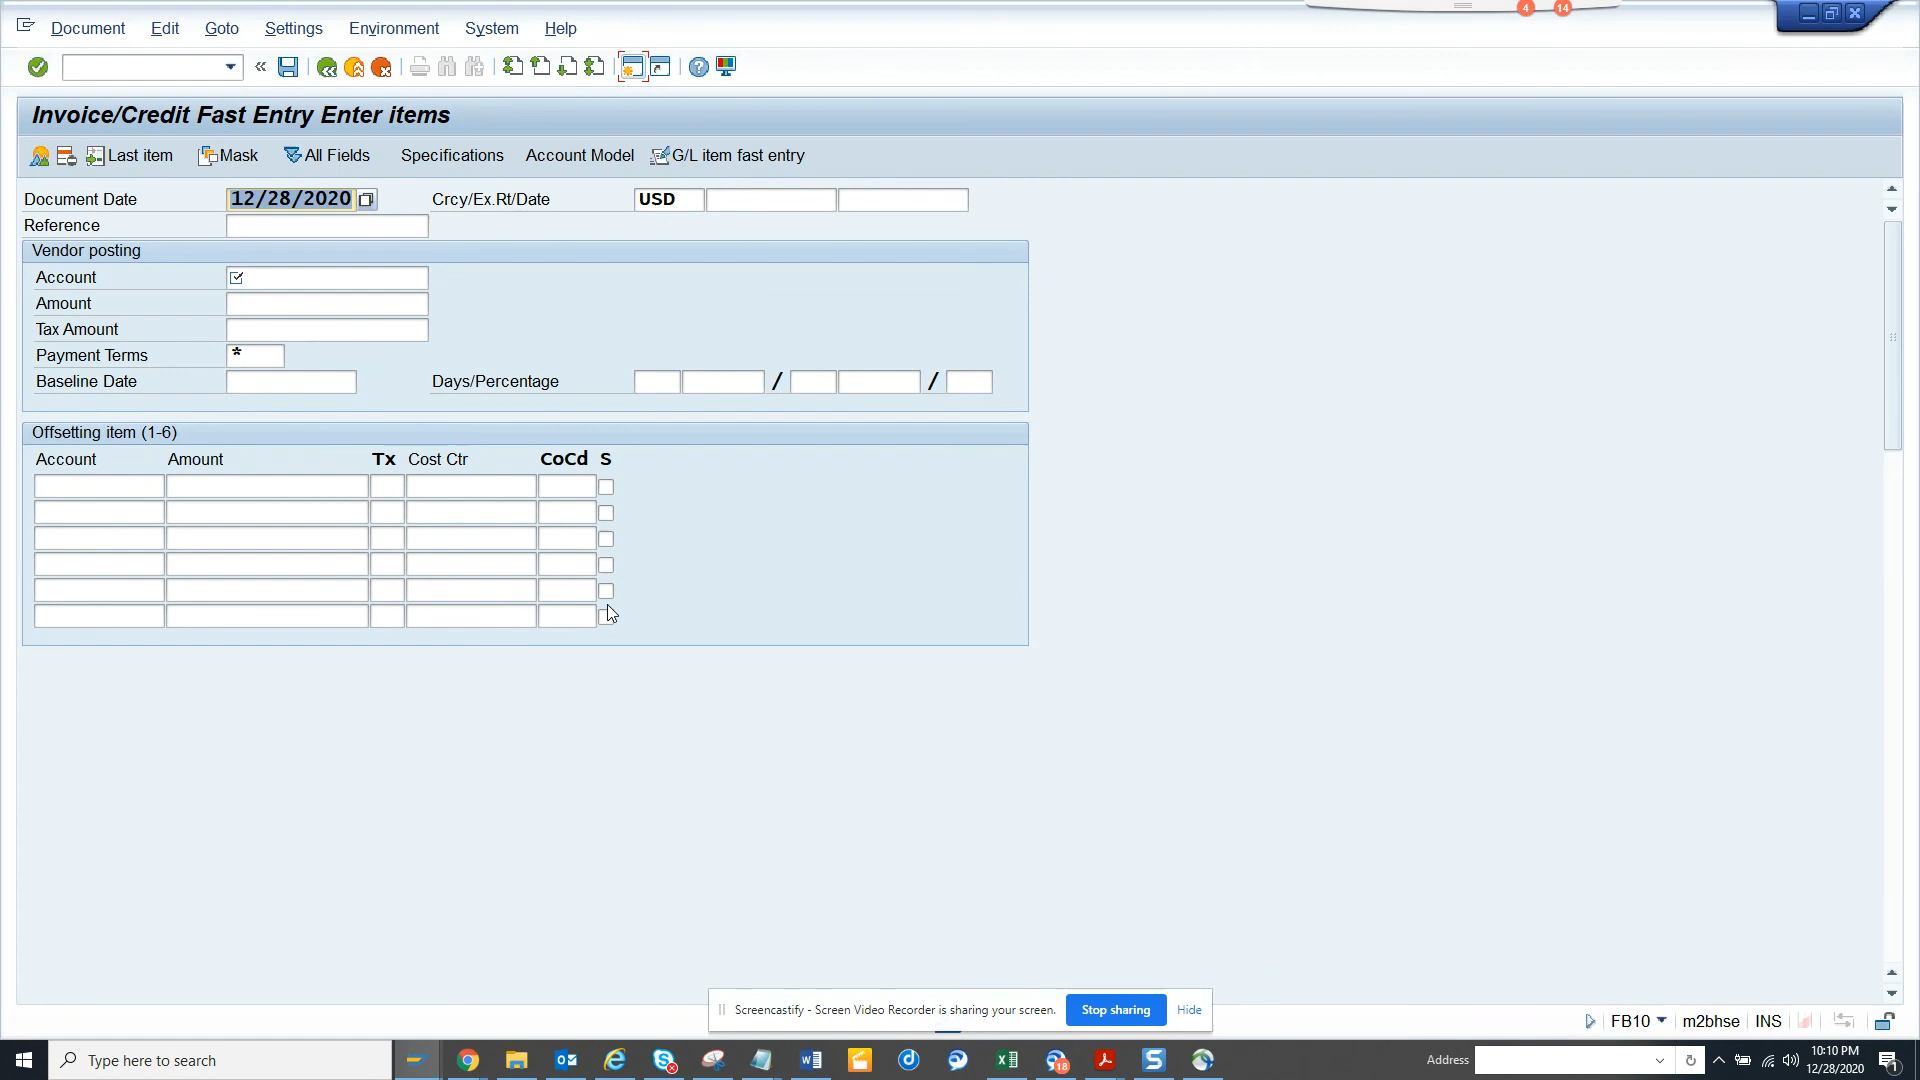 4 14
Document Edit Goto Settings Environment System Help
Invoice/Credit Fast Entry Enter items
Last item Mask All Fields Specifications Account Model G/L item fast entry
Document Date 12/28/2020 Crcy/Ex.Rt/Date USD
Reference
Vendor posting
Account
Amount
Tax Amount
Payment Terms *
Baseline Date Days/Percentage / /
Offsetting item (1-6)
Account Amount Tx Cost Ctr CoCd S
Screencastify - Screen Video Recorder is sharing your screen. Stop sharing Hide
FB10 m2bhse INS
Type here to search
18
Address
10:10 PM
12/28/2020
1